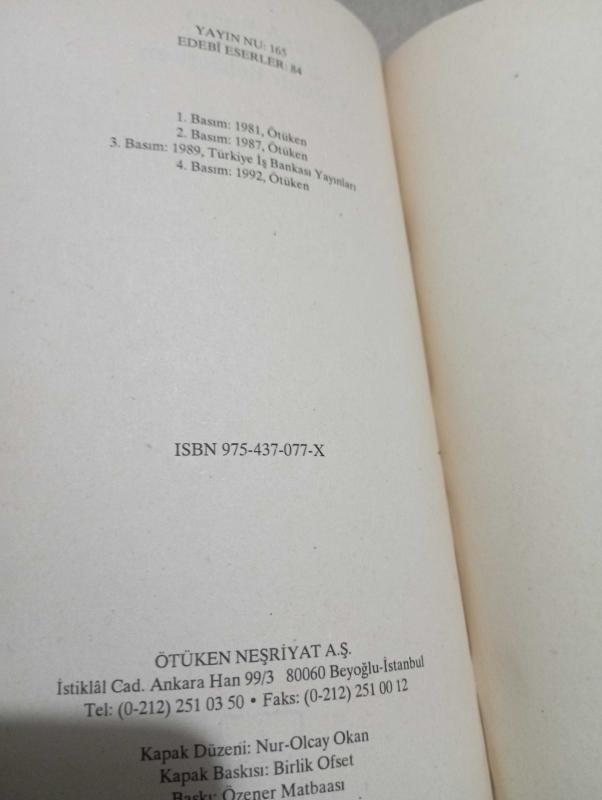 YAYIN NU: 165
EDEBÎ ESERLER: 84
1. Basım: 1981, Ötüken
2. Basım: 1987, Ötüken
3. Basım: 1989, Türkiye İş Bankası Yayınları
4. Basım: 1992, Ötüken
ISBN 975-437-077-X
ÖTÜKEN NEŞRİYAT A.Ş.
İstiklâl Cad. Ankara Han 99/3 80060 Beyoğlu-İstanbul
Tel: (0-212) 251 03 50 • Faks: (0-212) 251 00 12
Kapak Düzeni: Nur-Olcay Okan
Kapak Baskısı: Birlik Ofset
Baskı: Özener Matbaası